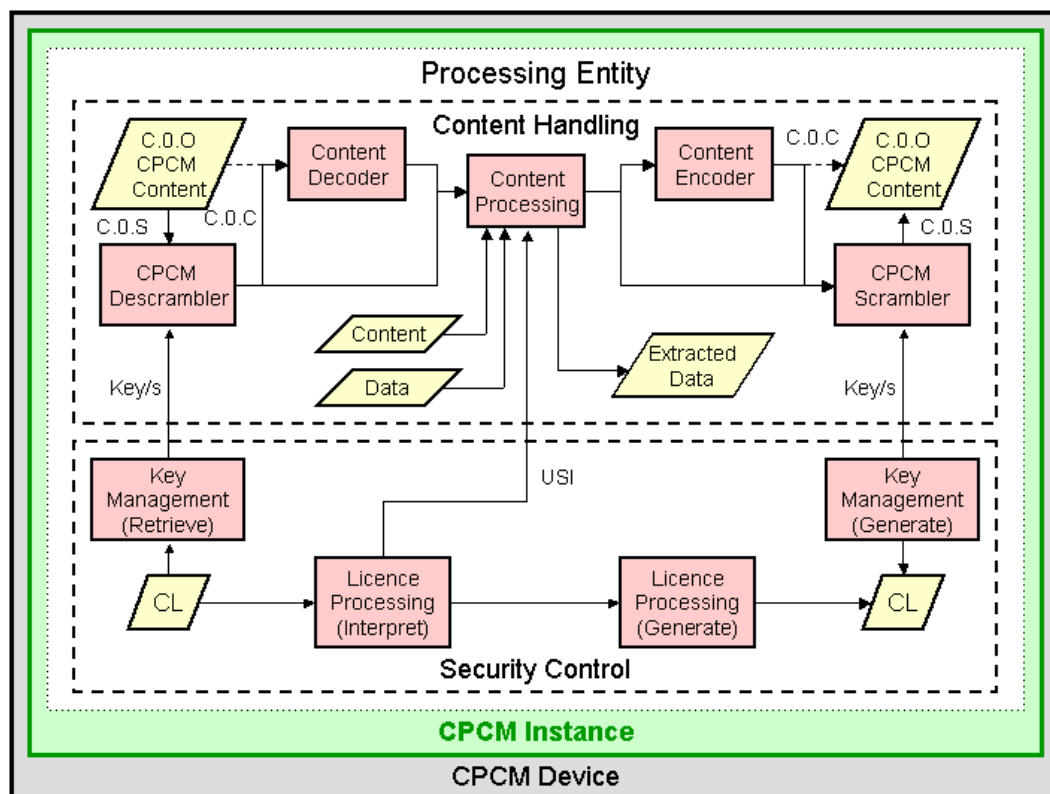 Processing Entity
Content Handling
C.0.O
CPCM
Content
Content
Decoder
Content
Processing
Content
Encoder
C.0.C
C.0.O
CPCM
Content
C.0.S
C.0.C
C.0.S
CPCM
Descrambler
CPCM
Scrambler
Content
Data
Extracted
Data
Key/s
Key/s
Key
Management
(Retrieve)
USI
Key
Management
(Generate)
CL
Licence
Processing
(Interpret)
Licence
Processing
(Generate)
CL
Security Control
CPCM Instance
CPCM Device